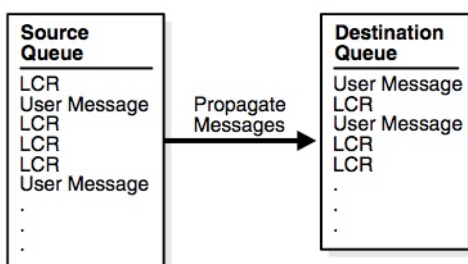 Source
Queue
LCR
User Message
LCR
LCR
LCR
User Message
.
.
.
Propagate
Messages
Destination
Queue
User Message
LCR
User Message
LCR
LCR
.
.
.